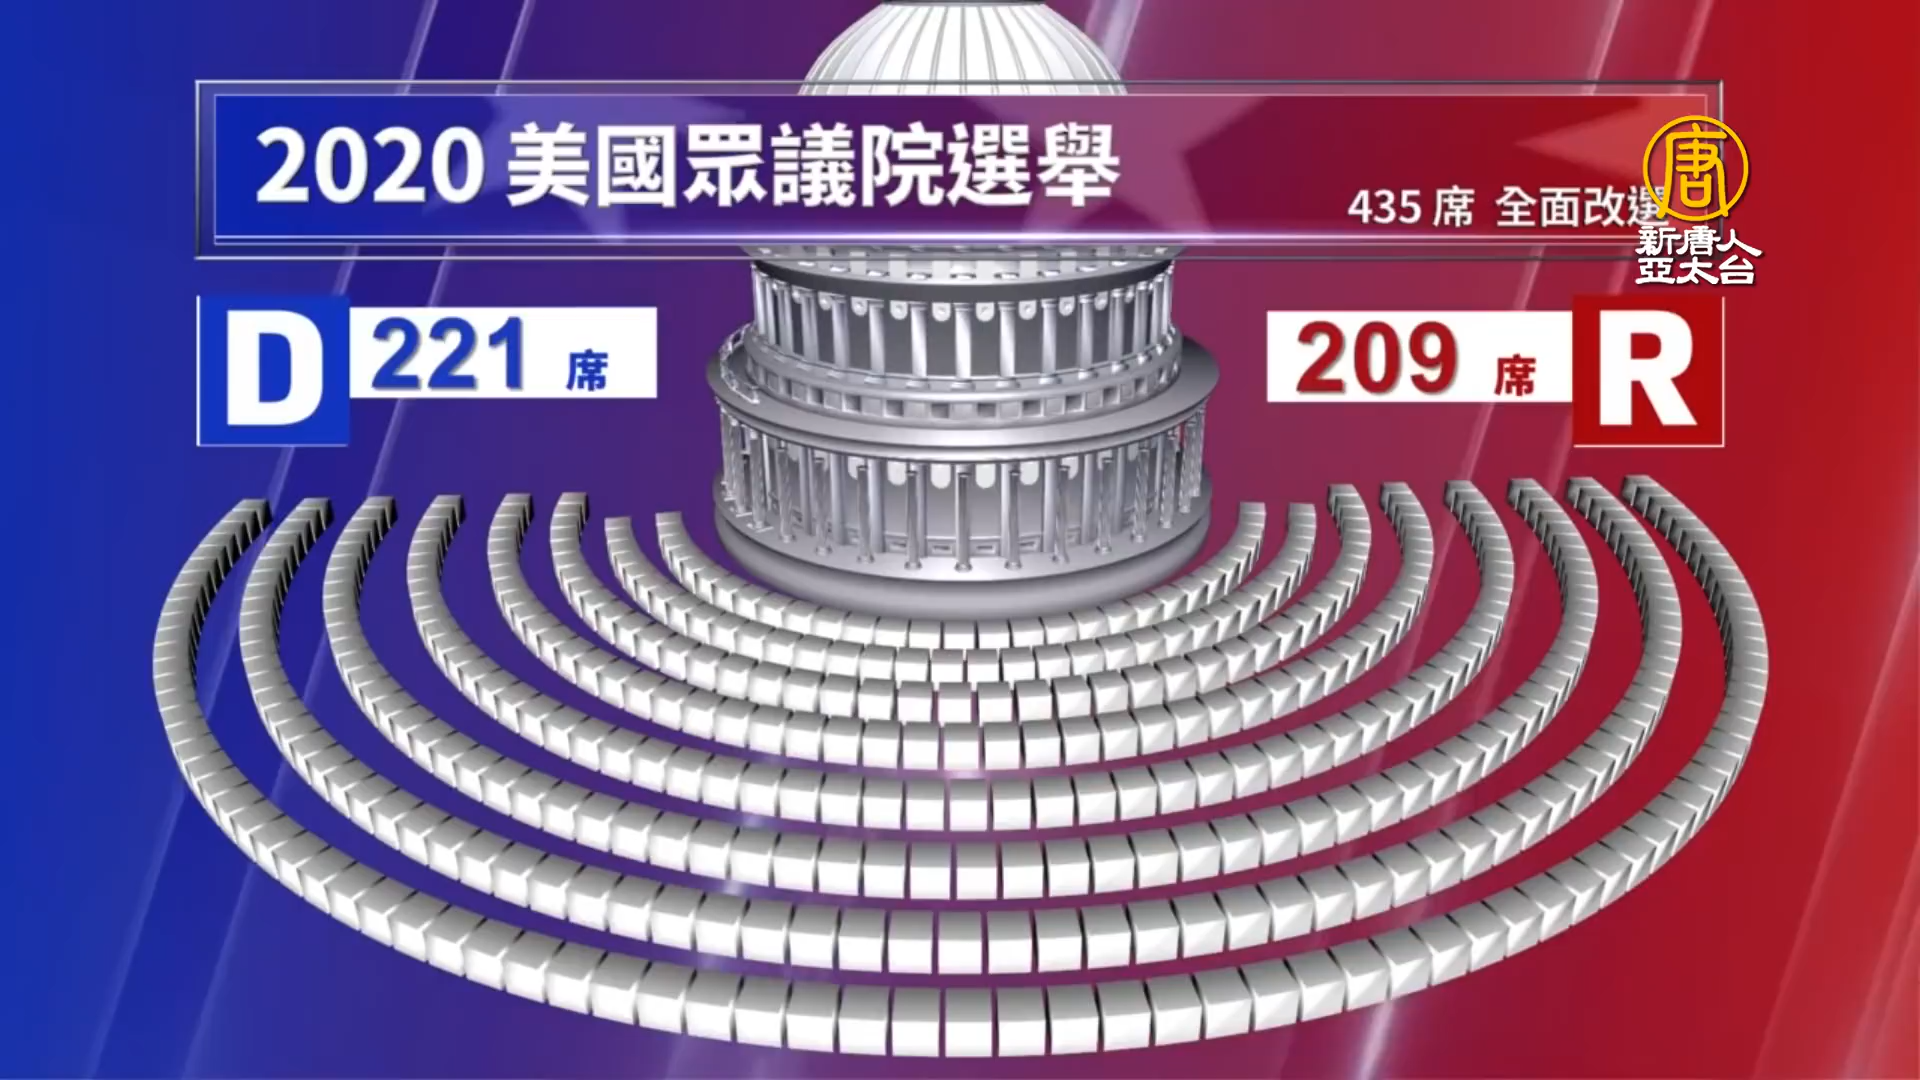 2020 美國眾議院選舉
435 席 全面改選
唐
新唐人
亞太台
D 221 席
209 席 R